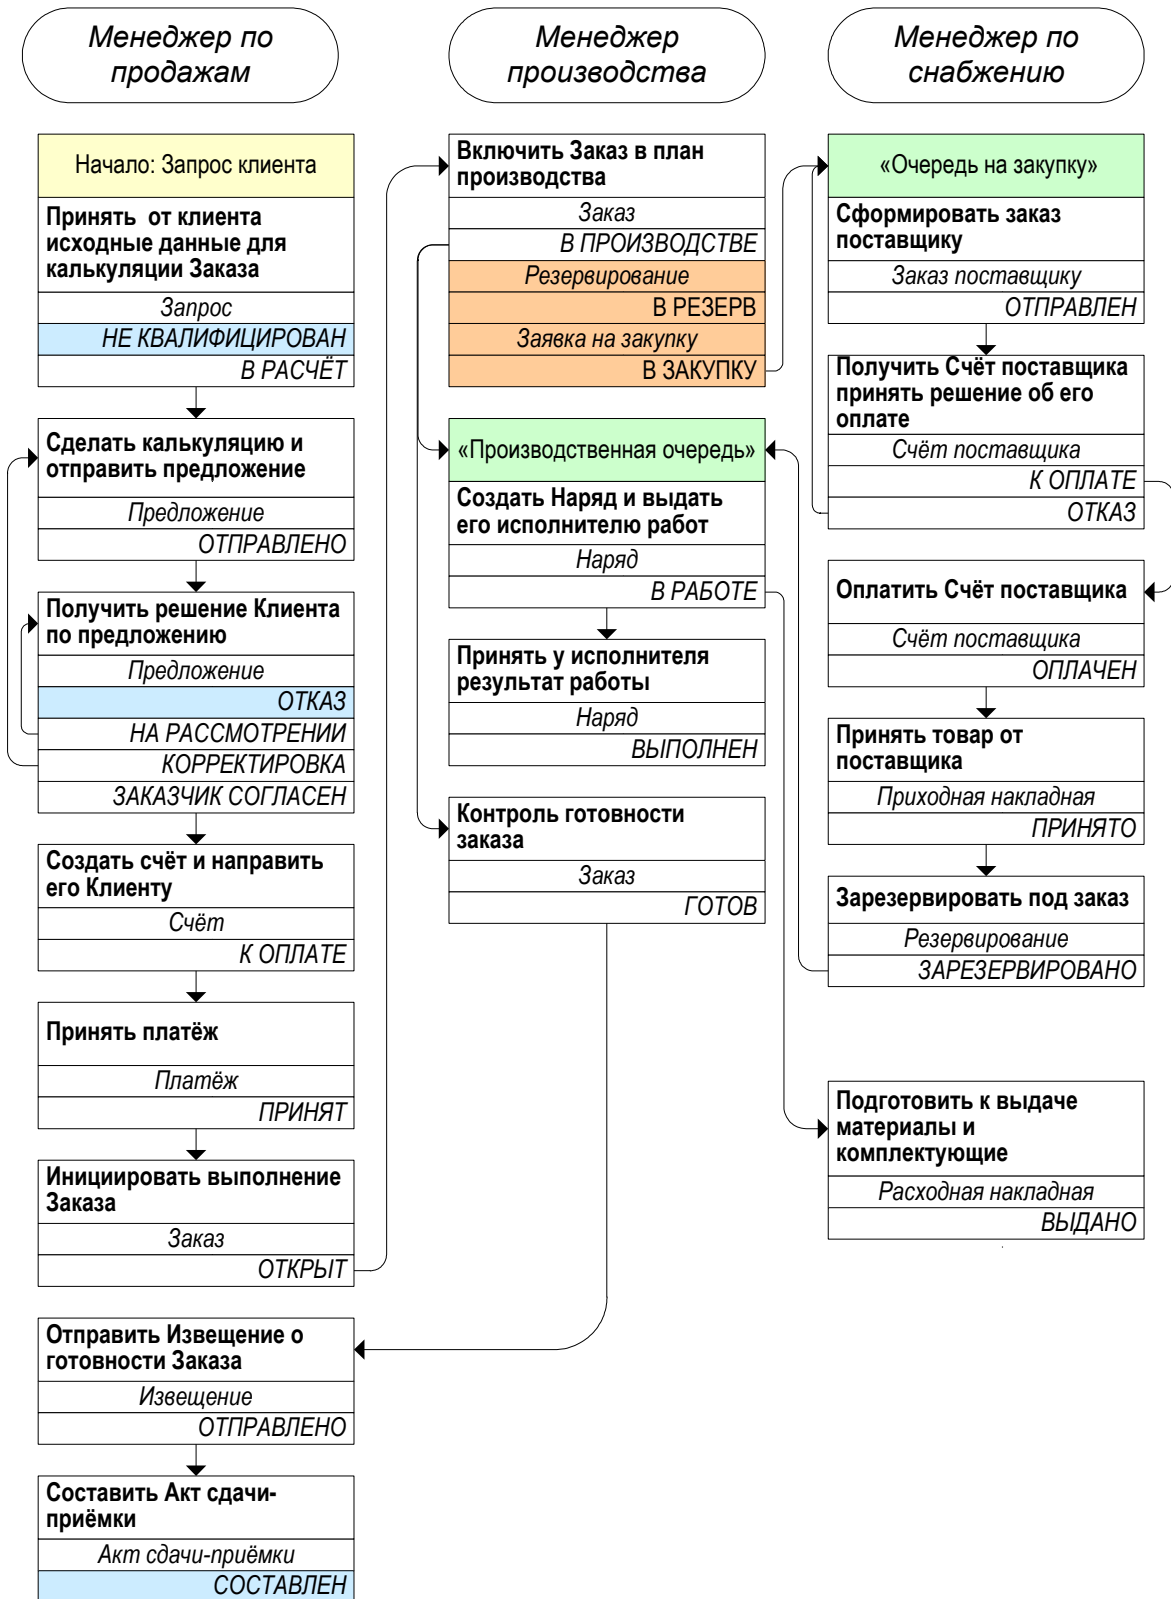 Менеджер по
продажам
Начало: Запрос клиента
Принять от клиента
исходные данные для
калькуляции Заказа
Запрос
НЕ КВАЛИФИЦИРОВАН
В РАСЧЁТ
Сделать калькуляцию и
отправить предложение
Предложение
ОТПРАВЛЕНО
Получить решение Клиента
по предложению
Предложение
ОТКАЗ
НА РАССМОТРЕНИИ
КОРРЕКТИРОВКА
ЗАКАЗЧИК СОГЛАСЕН
Создать счёт и направить
его Клиенту
Счёт
К ОПЛАТЕ
Принять платёж
Платёж
ПРИНЯТ
Инициировать выполнение
Заказа
Заказ
ОТКРЫТ
Отправить Извещение о
готовности Заказа
Извещение
ОТПРАВЛЕНО
Составить Акт сдачи-
приёмки
Акт сдачи-приёмки
СОСТАВЛЕН
Менеджер
производства
Включить Заказ в план
производства
Заказ
В ПРОИЗВОДСТВЕ
Резервирование
В РЕЗЕРВ
Заявка на закупку
В ЗАКУПКУ
«Производственная очередь»
Создать Наряд и выдать
его исполнителю работ
Наряд
В РАБОТЕ
Принять у исполнителя
результат работы
Наряд
ВЫПОЛНЕН
Контроль готовности
заказа
Заказ
ГОТОВ
Менеджер по
снабжению
«Очередь на закупку»
Сформировать заказ
поставщику
Заказ поставщику
ОТПРАВЛЕН
Получить Счёт поставщика
принять решение об его
оплате
Счёт поставщика
К ОПЛАТЕ
ОТКАЗ
Оплатить Счёт поставщика
Счёт поставщика
ОПЛАЧЕН
Принять товар от
поставщика
Приходная накладная
ПРИНЯТО
Зарезервировать под заказ
Резервирование
ЗАРЕЗЕРВИРОВАНО
Подготовить к выдаче
материалы и
комплектующие
Расходная накладная
ВЫДАНО